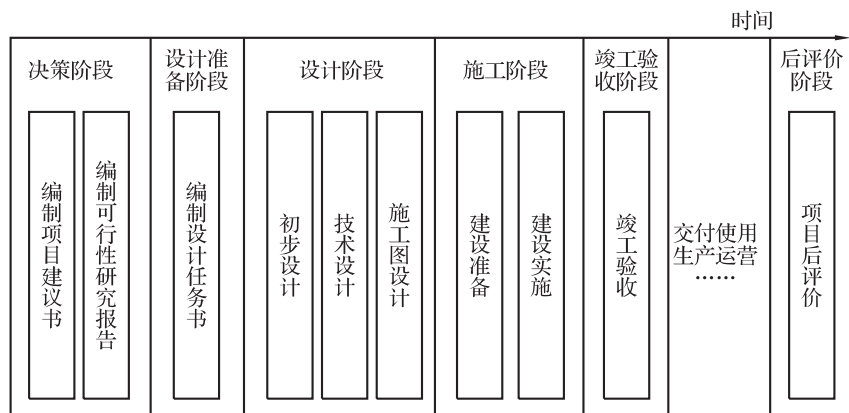 时间
决策阶段
设计准
备阶段
设计阶段
施工阶段
竣工验
收阶段
后评价
阶段
编制项目建议书
编制可行性研究报告
编制设计任务书
初步设计
技术设计
施工图设计
建设准备
建设实施
竣工验收
交付使用
生产运营
……
项目后评价